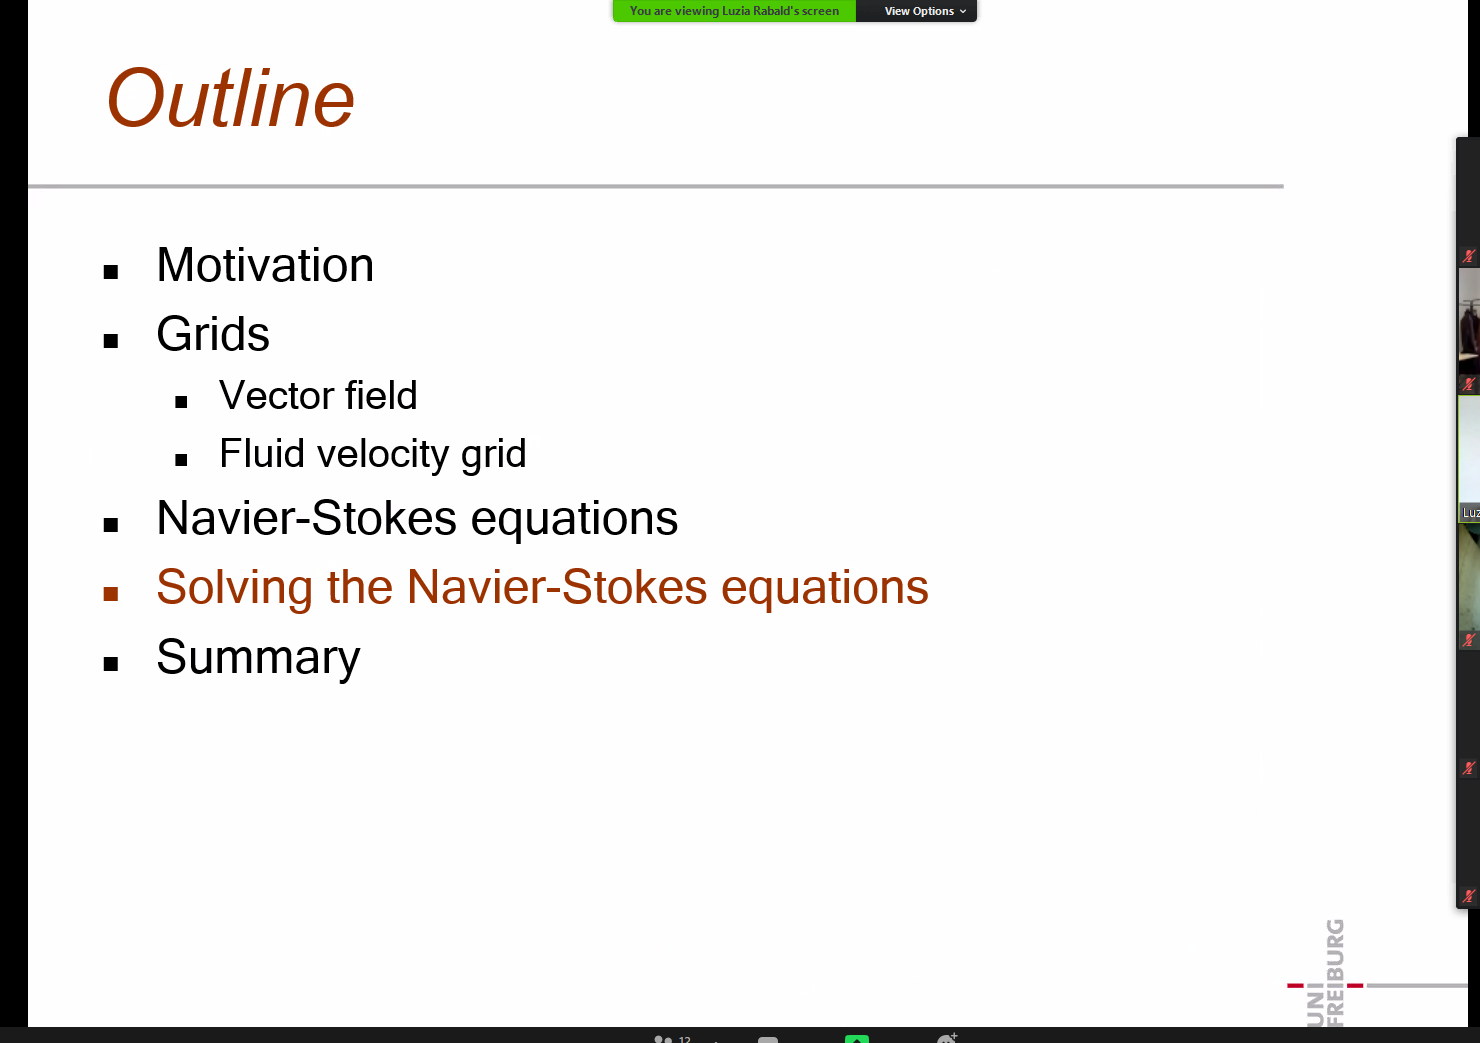 You are viewing Luzia Rabald's screen View Options
Outline
Motivation
Grids
Vector field
Fluid velocity grid
Navier-Stokes equations
Solving the Navier-Stokes equations
Summary
Luz
UNI
FREIBURG
12